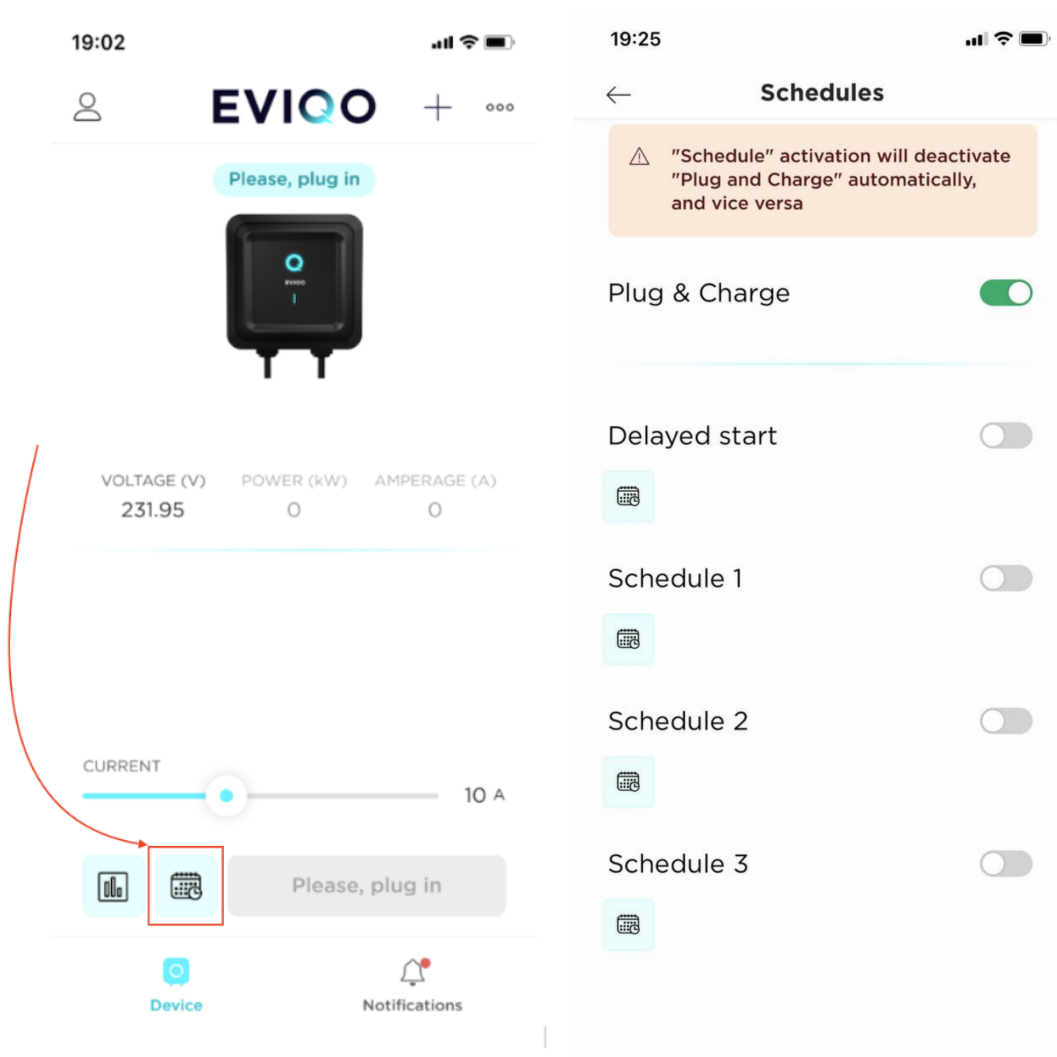 19:02
EVIQO
Please, plug in
EVIQO
VOLTAGE (V) POWER (kW) AMPERAGE (A)
231.95 0 0
CURRENT
10 A
Please, plug in
Device Notifications
19:25
Schedules
"Schedule" activation will deactivate
"Plug and Charge" automatically,
and vice versa
Plug & Charge
Delayed start
Schedule 1
Schedule 2
Schedule 3